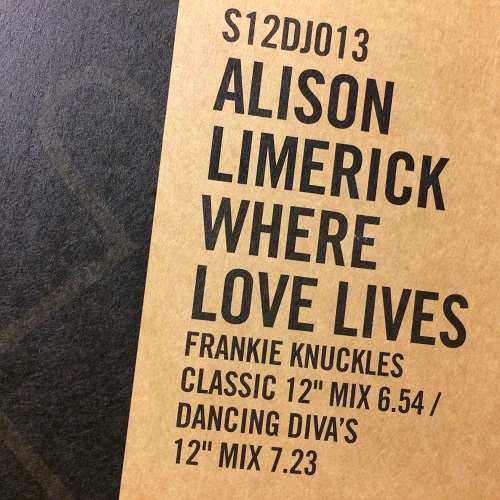 S12DJ013
ALISON
LIMERICK
WHERE
LOVE LIVES
FRANKIE KNUCKLES
CLASSIC 12" MIX 6.54 /
DANCING DIVA'S
12" MIX 7.23